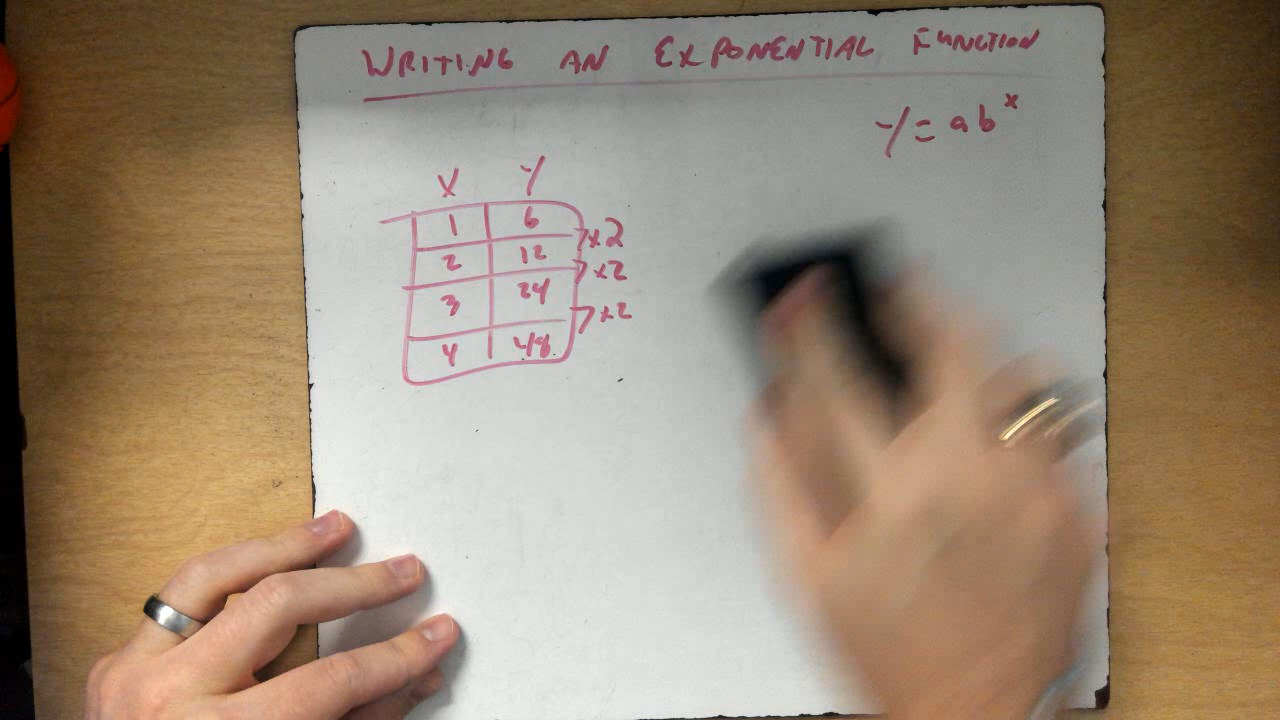 WRITING AN EXPONENTIAL FUNCTION
y = ab^x
X Y
1 6
x2
2 12
x2
3 24
x2
4 48